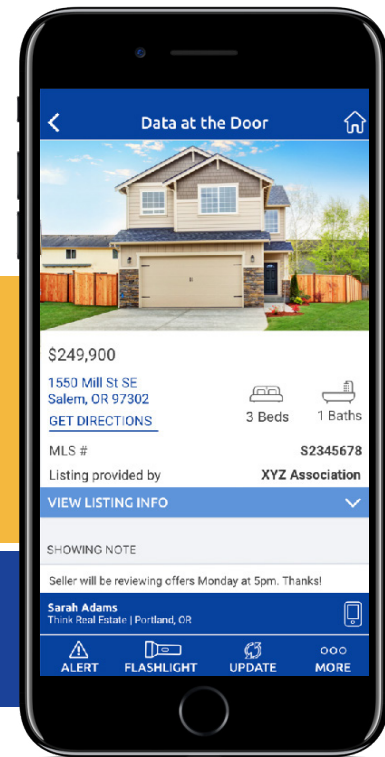 Data at the Door
$249,900
1550 Mill St SE
Salem, OR 97302
GET DIRECTIONS
3 Beds
1 Baths
MLS # S2345678
Listing provided by XYZ Association
VIEW LISTING INFO
SHOWING NOTE
Seller will be reviewing offers Monday at 5pm. Thanks!
Sarah Adams
Think Real Estate | Portland, OR
ALERT FLASHLIGHT UPDATE MORE